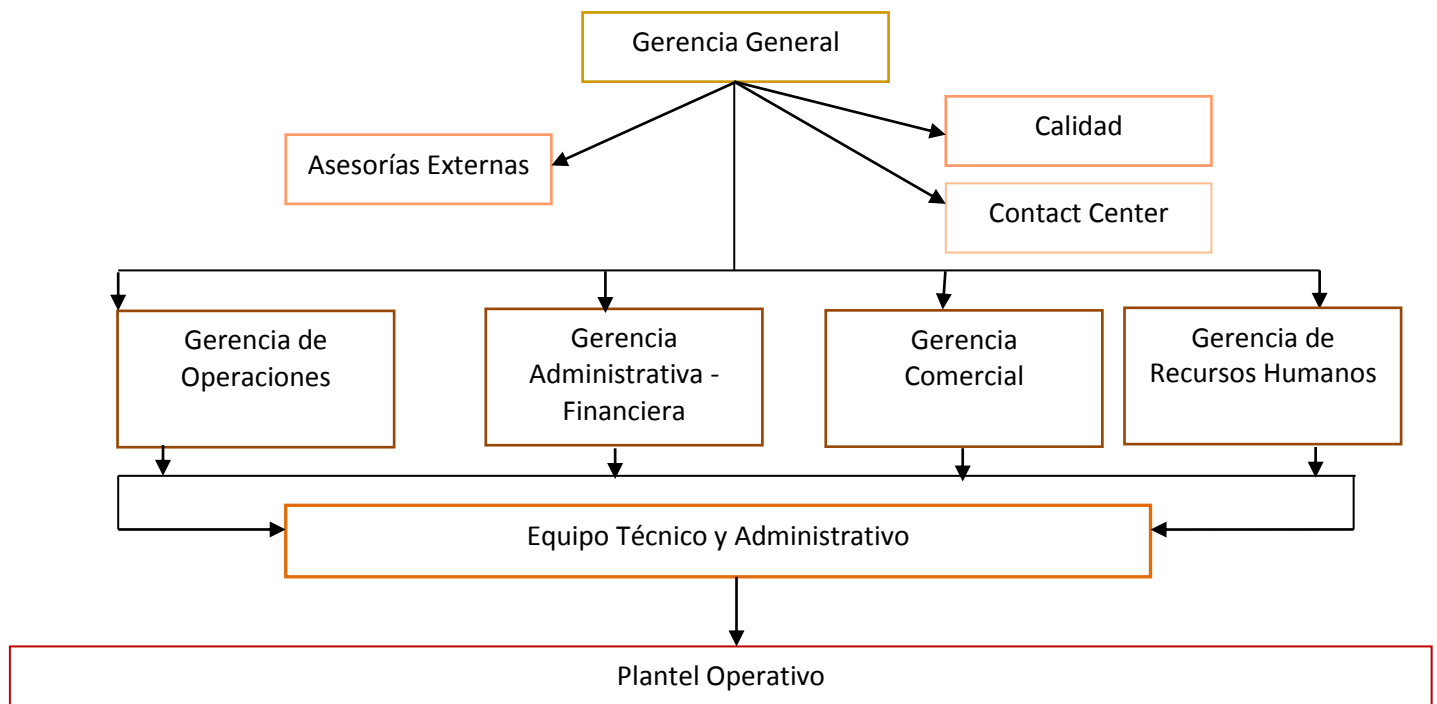 Gerencia General
Calidad
Asesorías Externas
Contact Center
Gerencia de
Operaciones
Gerencia
Administrativa -
Financiera
Gerencia
Comercial
Gerencia de
Recursos Humanos
Equipo Técnico y Administrativo
Plantel Operativo